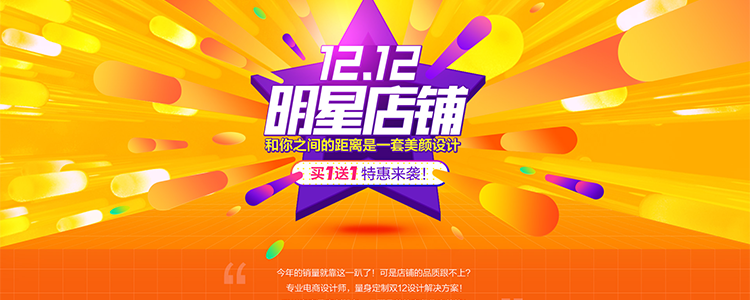 12.12
明星店铺
和你之间的距离是一套美颜设计
买1送1 特惠来袭!
今年的销量就靠这一趴了！可是店铺的品质跟不上?
专业电商设计师，量身定制双12设计解决方案！